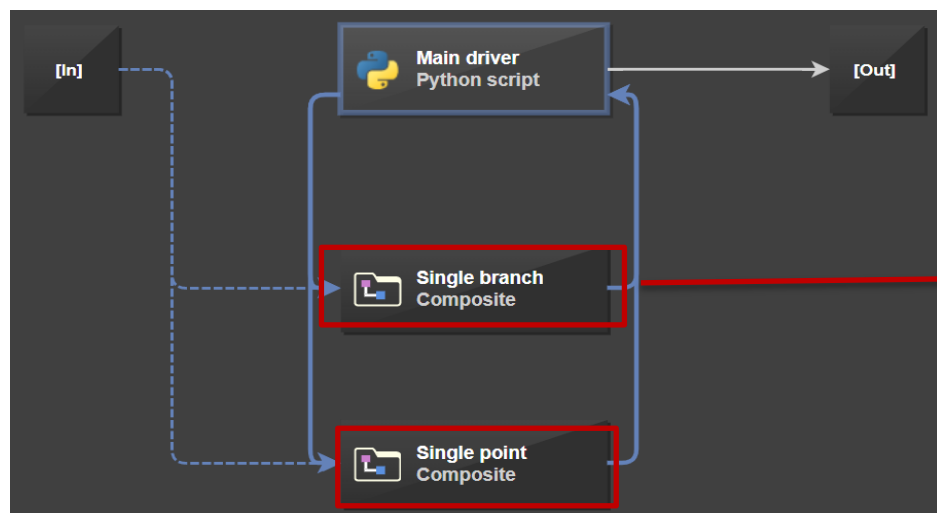 [In]
Main driver
Python script
[Out]
Single branch
Composite
Single point
Composite